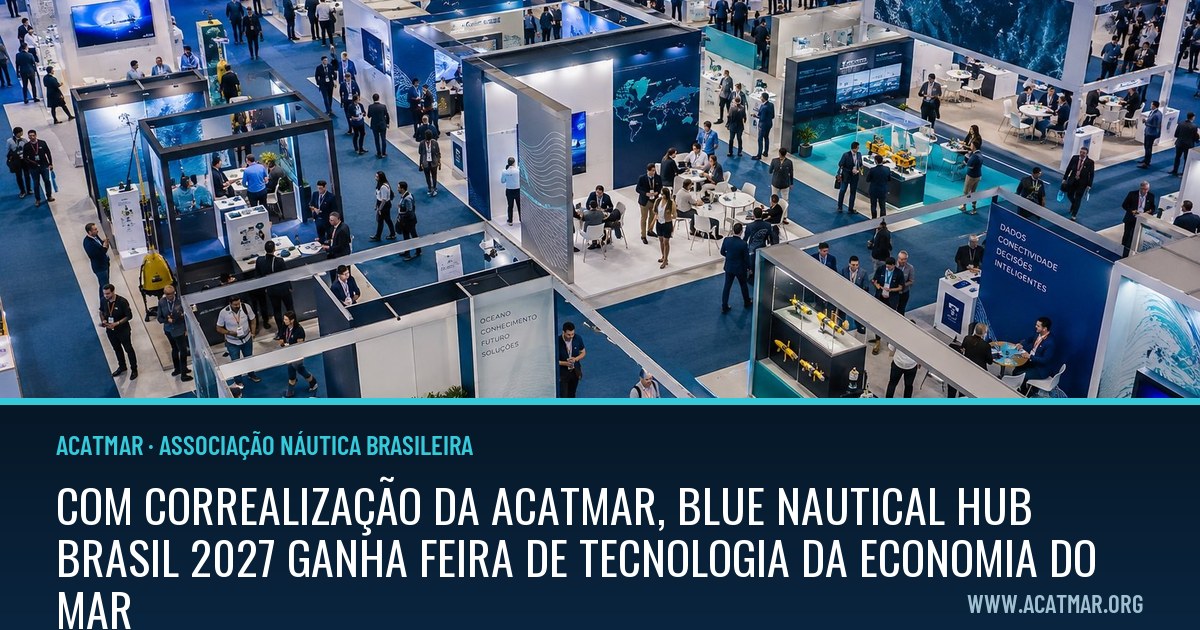 DADOS
CONECTIVIDADE
DECISÕES
INTELIGENTES
OCEANO
CONHECIMENTO
FUTURO
SOLUÇÕES
ACATMAR · ASSOCIAÇÃO NÁUTICA BRASILEIRA
COM CORREALIZAÇÃO DA ACATMAR, BLUE NAUTICAL HUB
BRASIL 2027 GANHA FEIRA DE TECNOLOGIA DA ECONOMIA DO
MAR
WWW.ACATMAR.ORG